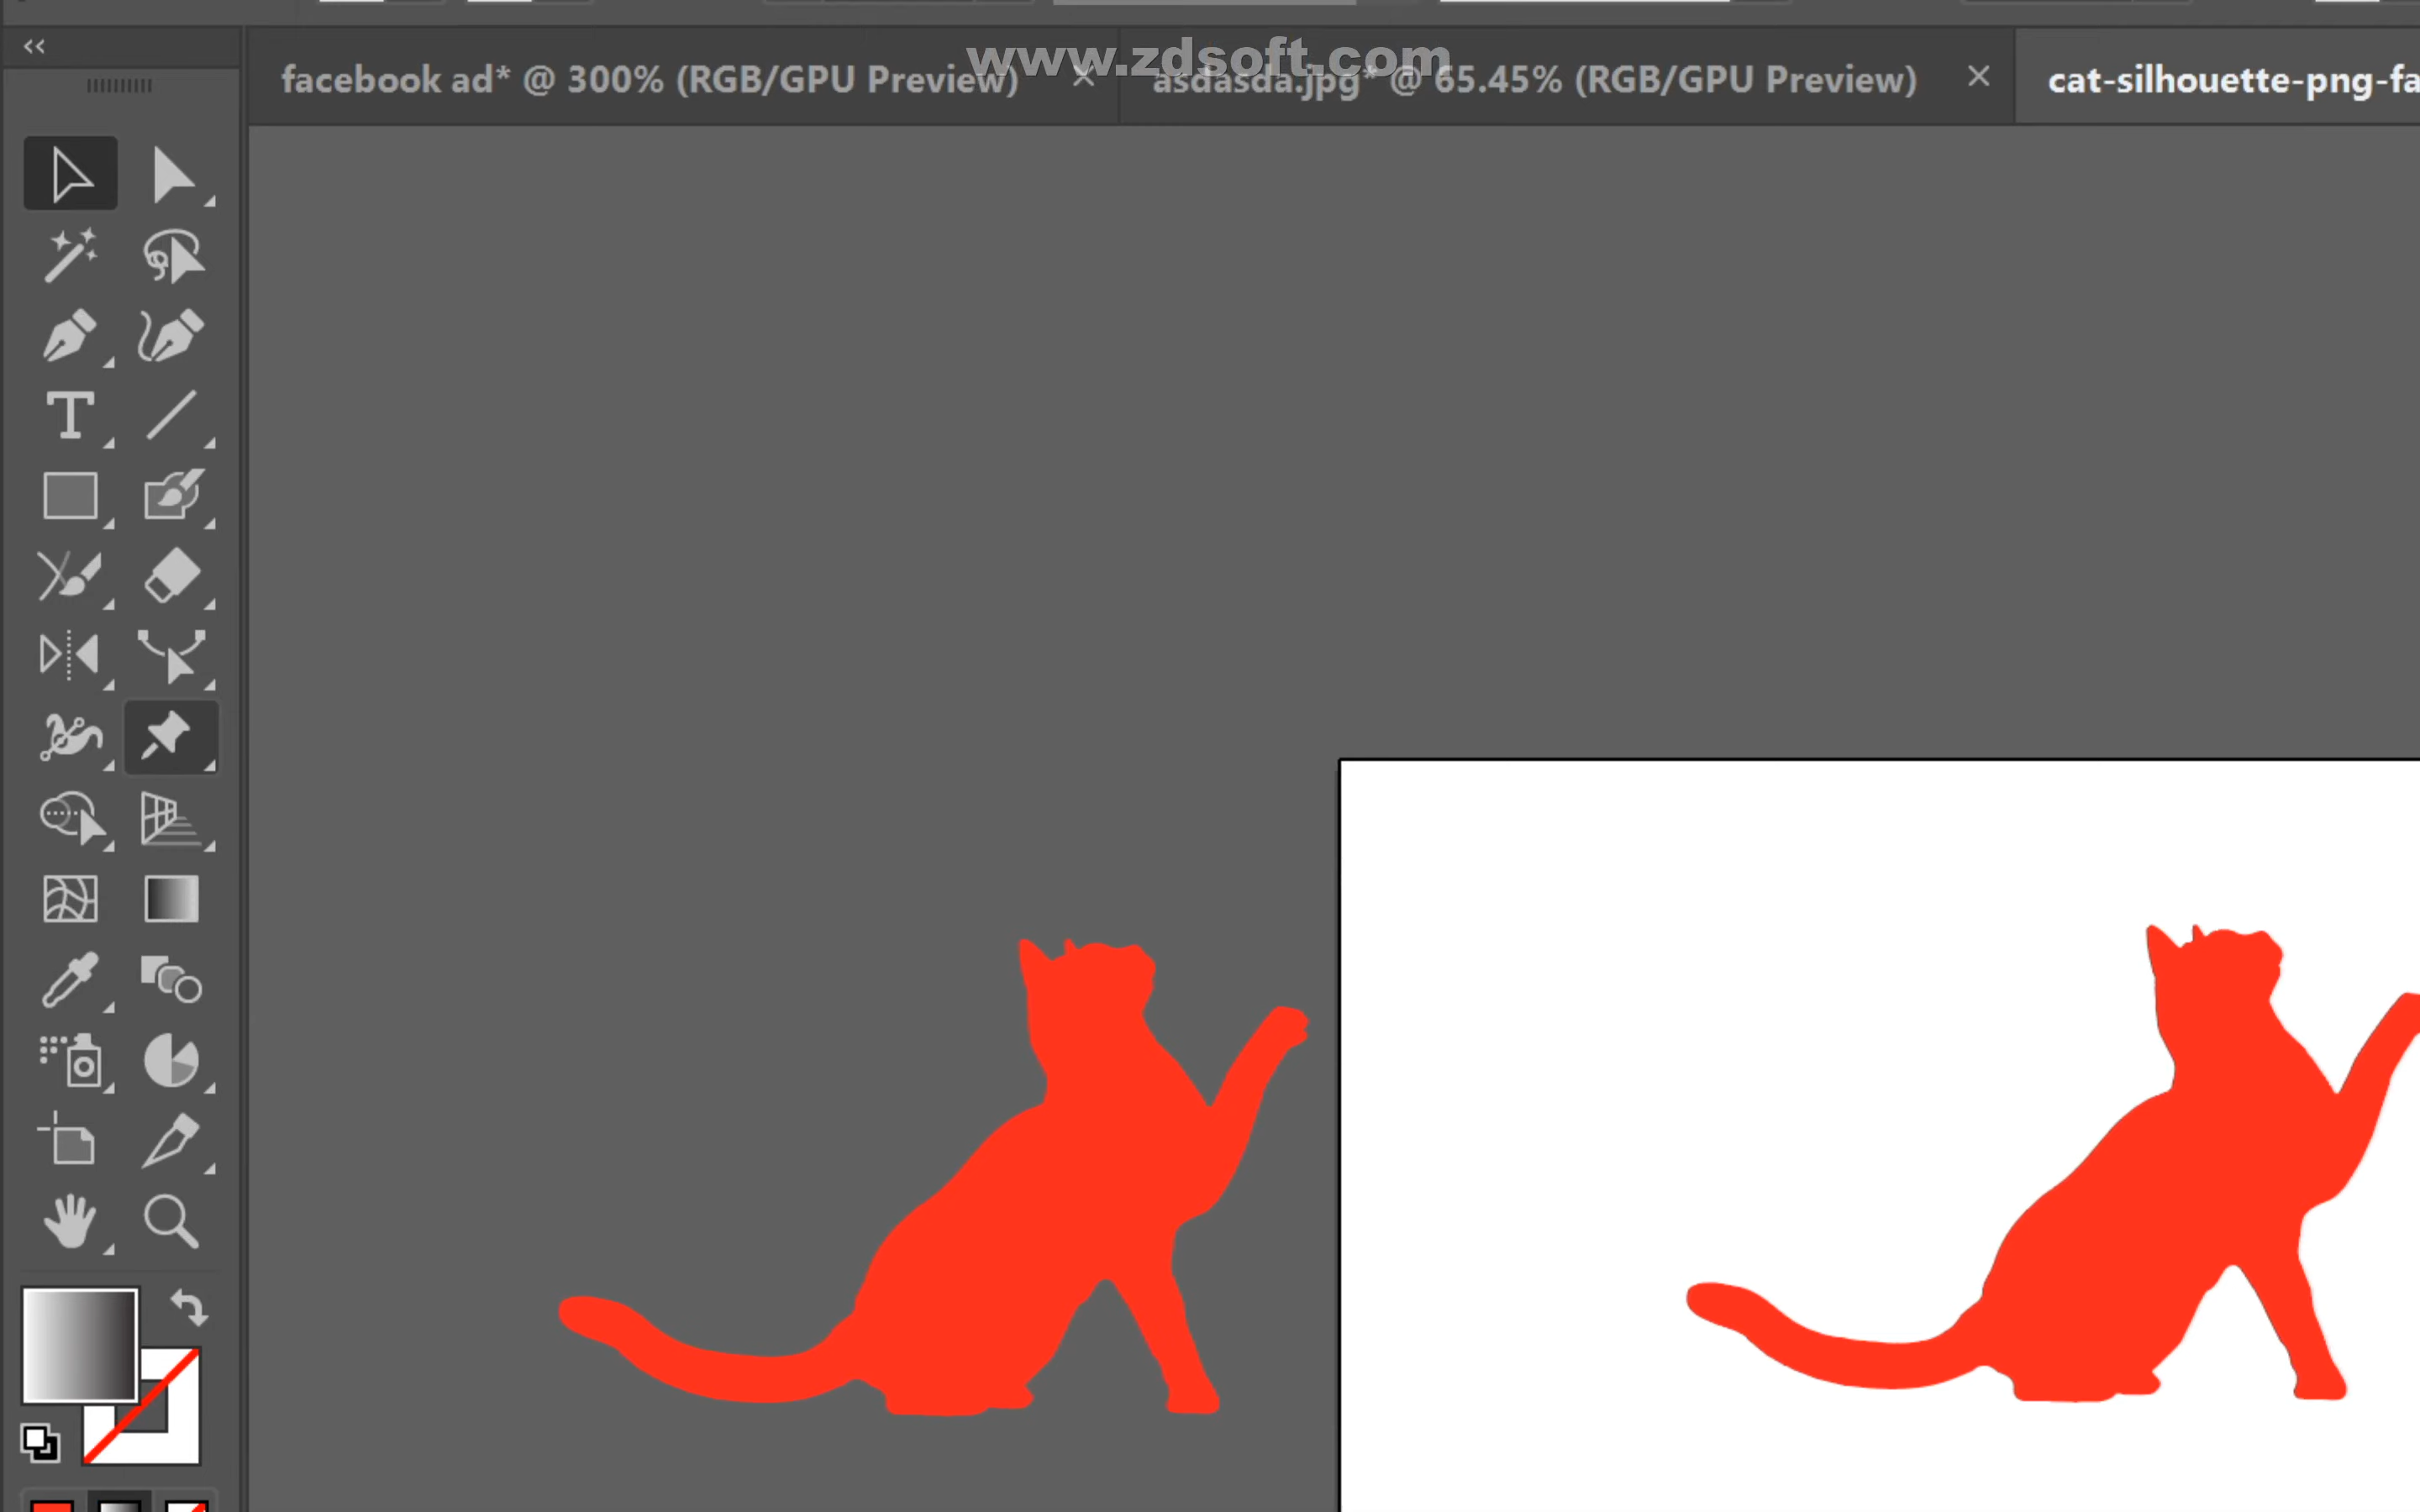 www.zdsoft.com
facebook ad* @ 300% (RGB/GPU Preview)
asdasda.jpg* @ 65.45% (RGB/GPU Preview)
cat-silhouette-png-fa